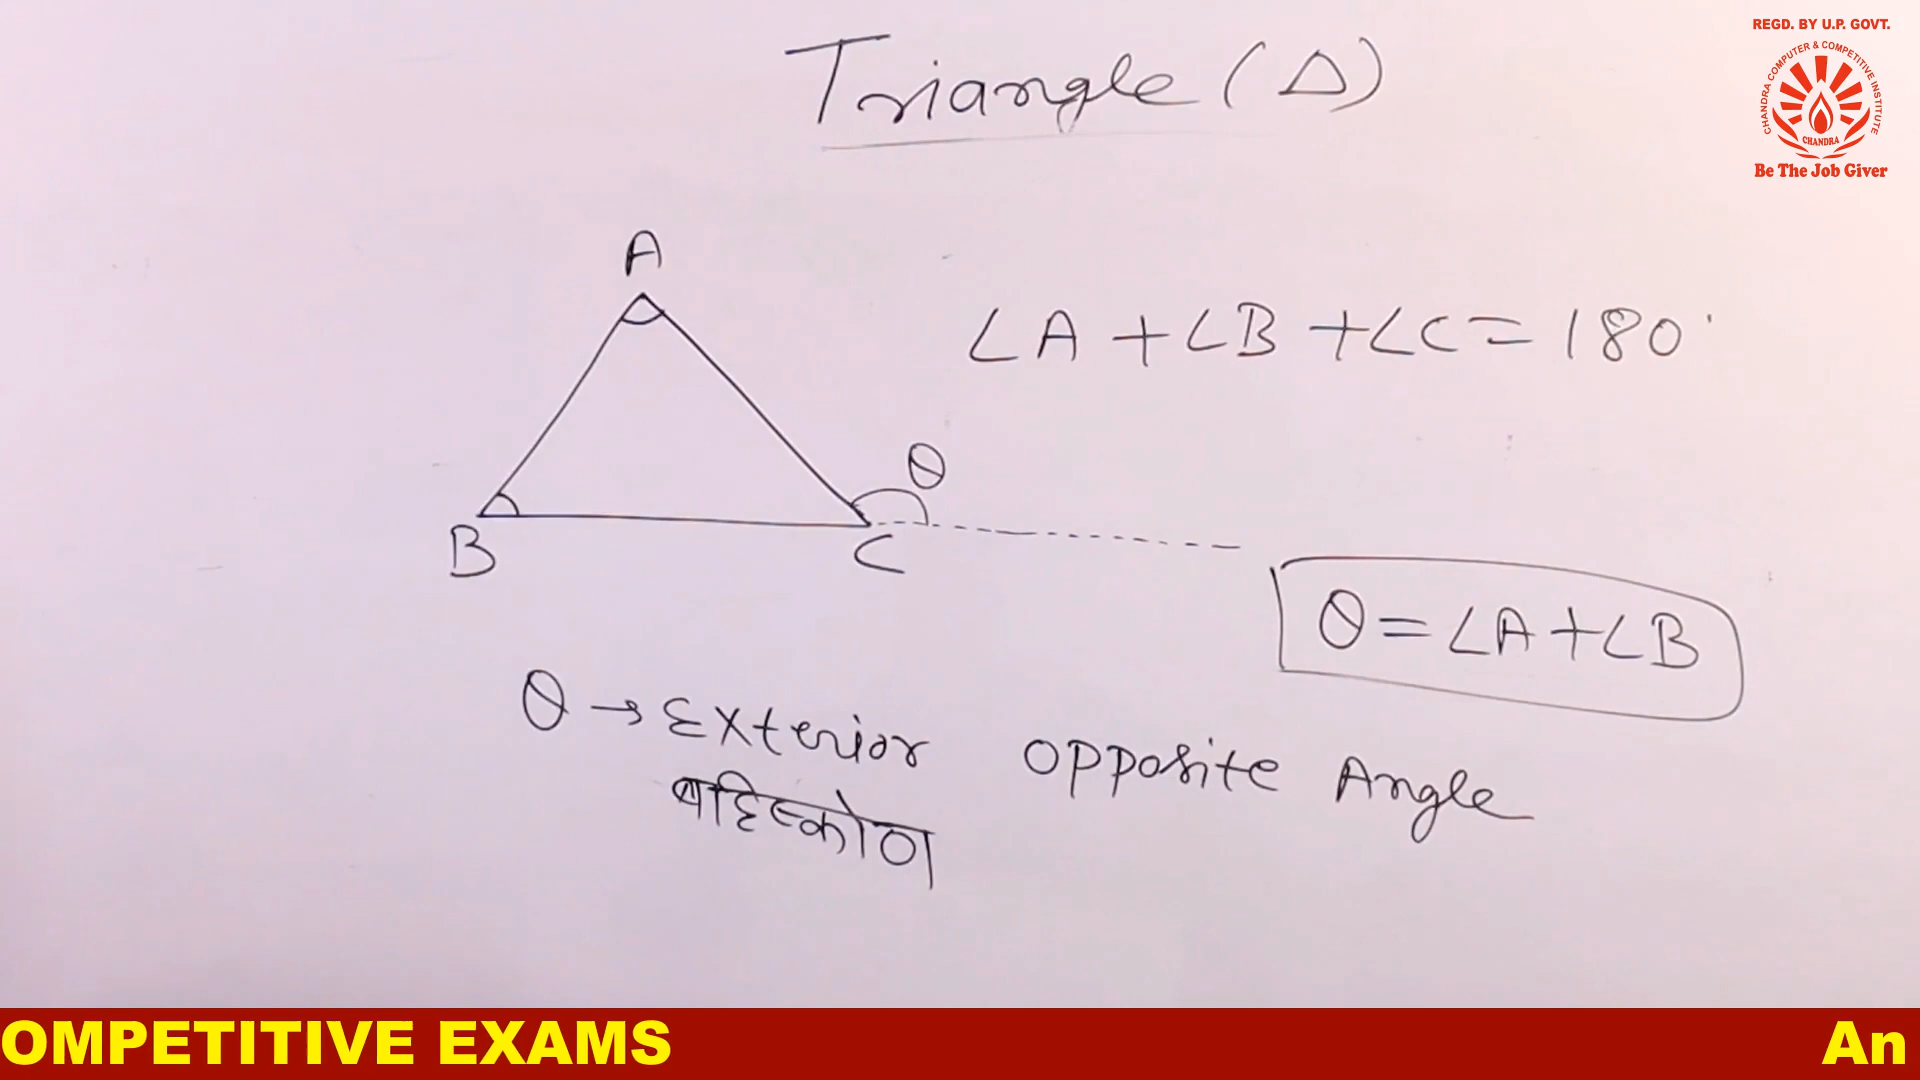 REGD. BY U.P. GOVT.
CHANDRA COMPUTER & COMPETITIVE INSTITUTE
CHANDRA
Be The Job Giver
Triangle (Δ)
A
∠A + ∠B + ∠C = 180°
θ
B
C
θ = ∠A + ∠B
θ → Exterior opposite Angle
बहिष्कोण
OMPETITIVE EXAMS
An